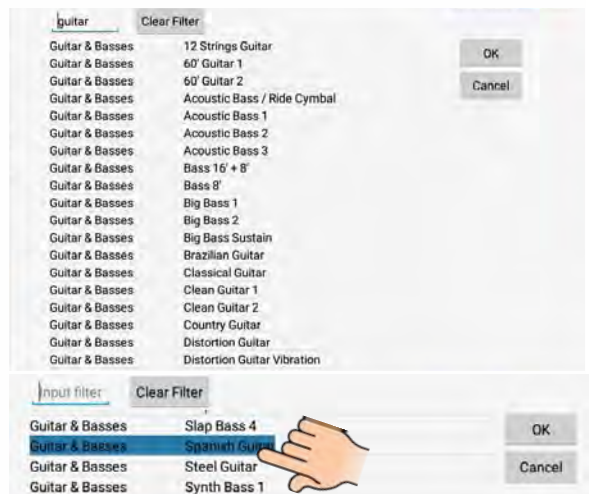 guitar Clear Filter
Guitar & Basses 12 Strings Guitar
OK
Guitar & Basses 60' Guitar 1
Guitar & Basses 60' Guitar 2
Cancel
Guitar & Basses Acoustic Bass / Ride Cymbal
Guitar & Basses Acoustic Bass 1
Guitar & Basses Acoustic Bass 2
Guitar & Basses Acoustic Bass 3
Guitar & Basses Bass 16' + 8'
Guitar & Basses Bass 8'
Guitar & Basses Big Bass 1
Guitar & Basses Big Bass 2
Guitar & Basses Big Bass Sustain
Guitar & Basses Brazilian Guitar
Guitar & Basses Classical Guitar
Guitar & Basses Clean Guitar 1
Guitar & Basses Clean Guitar 2
Guitar & Basses Country Guitar
Guitar & Basses Distortion Guitar
Guitar & Basses Distortion Guitar Vibration
Input filter Clear Filter
Guitar & Basses Slap Bass 4 OK
Guitar & Basses Spanish Guitar
Guitar & Basses Steel Guitar Cancel
Guitar & Basses Synth Bass 1